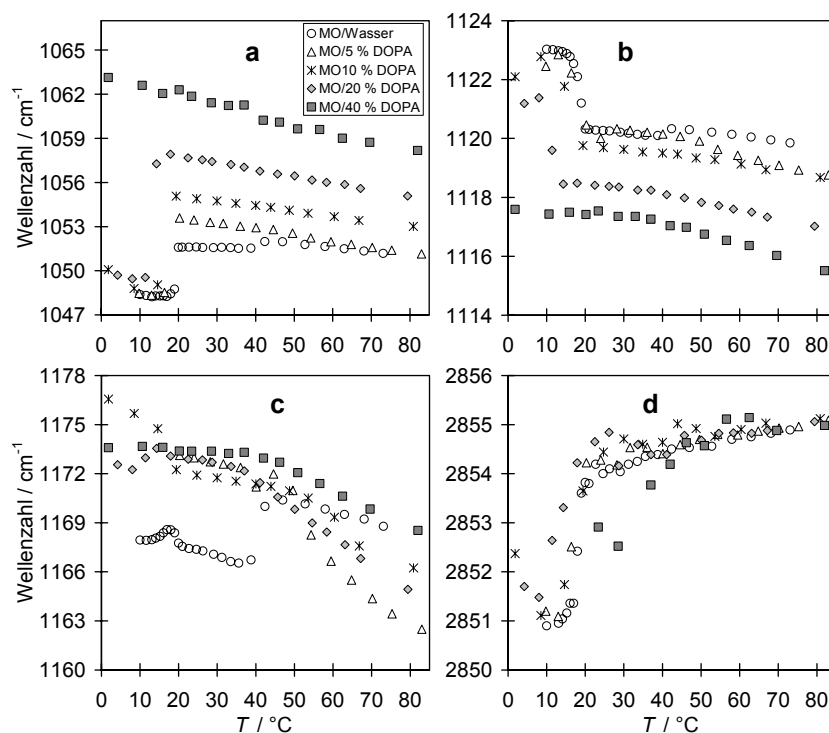 a
MO/Wasser
MO/5 % DOPA
MO10 % DOPA
MO/20 % DOPA
MO/40 % DOPA
Wellenzahl / cm-1
1065
1062
1059
1056
1053
1050
1047
0 10 20 30 40 50 60 70 80
b
1124
1122
1120
1118
1116
1114
0 10 20 30 40 50 60 70 80
c
Wellenzahl / cm-1
1178
1175
1172
1169
1166
1163
1160
0 10 20 30 40 50 60 70 80
T / °C
d
2856
2855
2854
2853
2852
2851
2850
0 10 20 30 40 50 60 70 80
T / °C